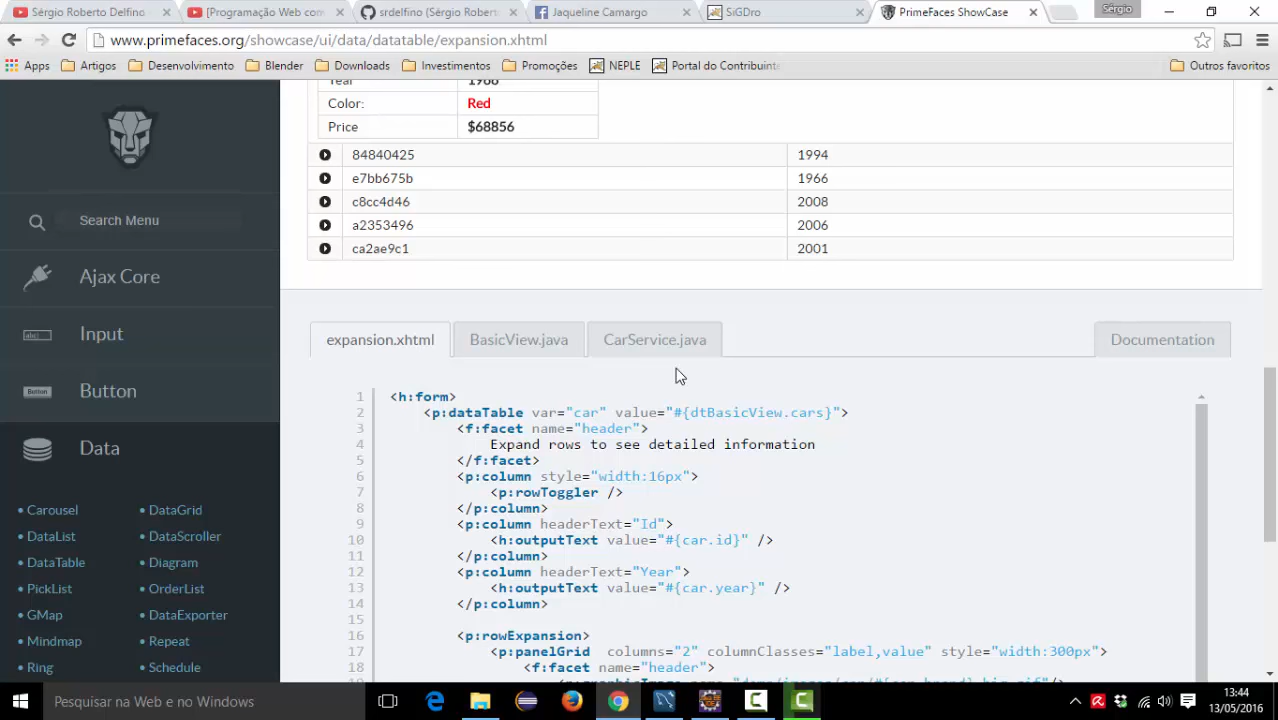 Sérgio Roberto Delfino
[Programação Web com
srdelfino (Sérgio Robert
Jaqueline Camargo
SiGDro
PrimeFaces ShowCase
Sérgio
www.primefaces.org/showcase/ui/data/datatable/expansion.xhtml
Apps
Artigos
Desenvolvimento
Blender
Downloads
Investimentos
Promoções
NEPLE
Portal do Contribuint
Outros favoritos
Year 1966
Color: Red
Price $68856
84840425 1994
e7bb675b 1966
c8cc4d46 2008
a2353496 2006
ca2ae9c1 2001
Search Menu
Ajax Core
Input
Button
Button
Data
Carousel
DataGrid
DataList
DataScroller
DataTable
Diagram
PickList
OrderList
GMap
DataExporter
Mindmap
Repeat
Ring
Schedule
expansion.xhtml
BasicView.java
CarService.java
Documentation
1 <h:form>
2 <p:dataTable var="car" value="#{dtBasicView.cars}">
3 <f:facet name="header">
4 Expand rows to see detailed information
5 </f:facet>
6 <p:column style="width:16px">
7 <p:rowToggler />
8 </p:column>
9 <p:column headerText="Id">
10 <h:outputText value="#{car.id}" />
11 </p:column>
12 <p:column headerText="Year">
13 <h:outputText value="#{car.year}" />
14 </p:column>
15
16 <p:rowExpansion>
17 <p:panelGrid columns="2" columnClasses="label,value" style="width:300px">
18 <f:facet name="header">
Pesquisar na Web e no Windows
13:44
13/05/2016